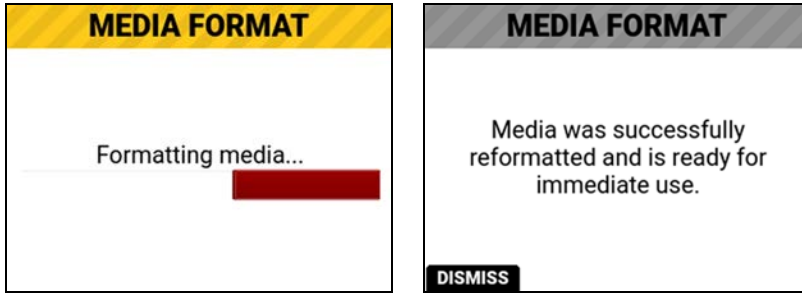 MEDIA FORMAT
Formatting media...
MEDIA FORMAT
Media was successfully
reformatted and is ready for
immediate use.
DISMISS